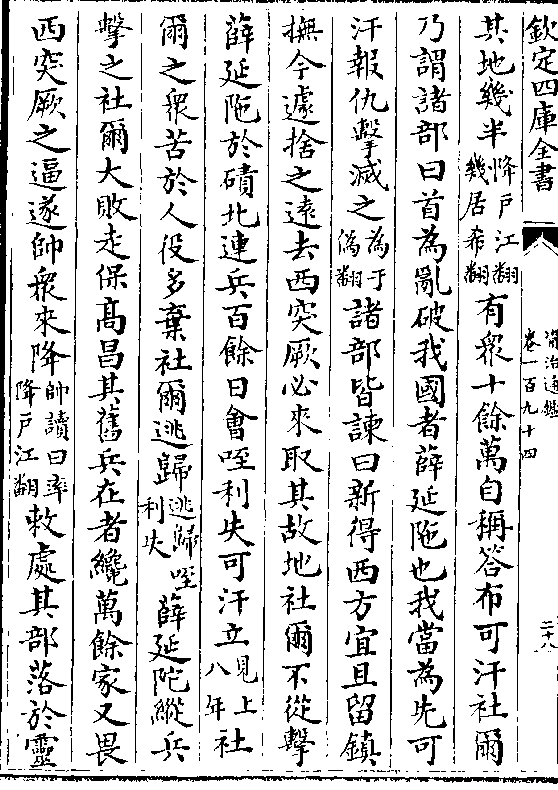 欽定四庫全書
資治通鑑
卷一百九十四
二十八
其地幾半降戶江翻幾居希翻有衆十餘萬自稱答布可汗社爾
乃謂諸部曰首為亂破我國者薛延陁也我當為先可
汗報仇擊滅之為于偽翻諸部皆諫曰新得西方宜且留鎮
撫今遽捨之逺去西突厥必來取其故地社爾不從擊
薛延陁於磧北連兵百餘日會咥利失可汗立見上八年社
爾之衆苦於人役多棄社爾逃歸逃歸咥利失薛延陀縱兵
擊之社爾大敗走保髙昌其舊兵在者纔萬餘家又畏
西突厥之逼遂帥衆來降帥讀曰率降戶江翻敕處其部落於靈